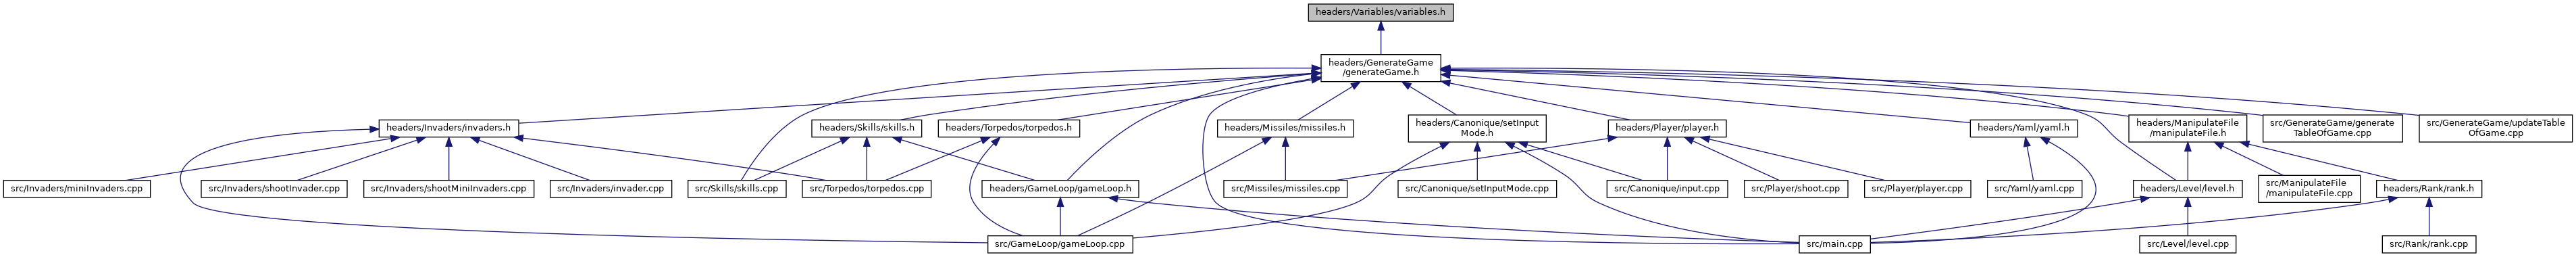 headers/Variables/variables.h
headers/GenerateGame
/generateGame.h
headers/Invaders/invaders.h
headers/Skills/skills.h
headers/Torpedos/torpedos.h
headers/Missiles/missiles.h
headers/Canonique/setInput
Mode.h
headers/Player/player.h
headers/Yaml/yaml.h
headers/ManipulateFile
/manipulateFile.h
src/GenerateGame/generate
TableOfGame.cpp
src/GenerateGame/updateTable
OfGame.cpp
src/Invaders/miniInvaders.cpp
src/Invaders/shootInvader.cpp
src/Invaders/shootMiniInvaders.cpp
src/Invaders/invader.cpp
src/Skills/skills.cpp
src/Torpedos/torpedos.cpp
headers/GameLoop/gameLoop.h
src/Missiles/missiles.cpp
src/Canonique/setInputMode.cpp
src/Canonique/input.cpp
src/Player/shoot.cpp
src/Player/player.cpp
src/Yaml/yaml.cpp
headers/Level/level.h
src/ManipulateFile
/manipulateFile.cpp
headers/Rank/rank.h
src/GameLoop/gameLoop.cpp
src/main.cpp
src/Level/level.cpp
src/Rank/rank.cpp